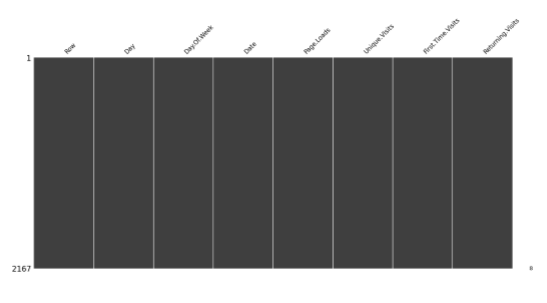 Row
Day
Day.Of.Week
Date
Page.Loads
Unique.Visits
First.Time.Visits
Returning.Visits
1
2167
8